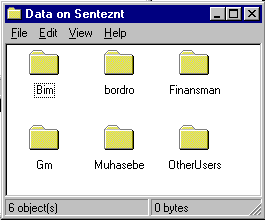 Data on Senteznt
File Edit View Help
Bim bordro Finansman
Gm Muhasebe OtherUsers
6 object(s) 0 bytes